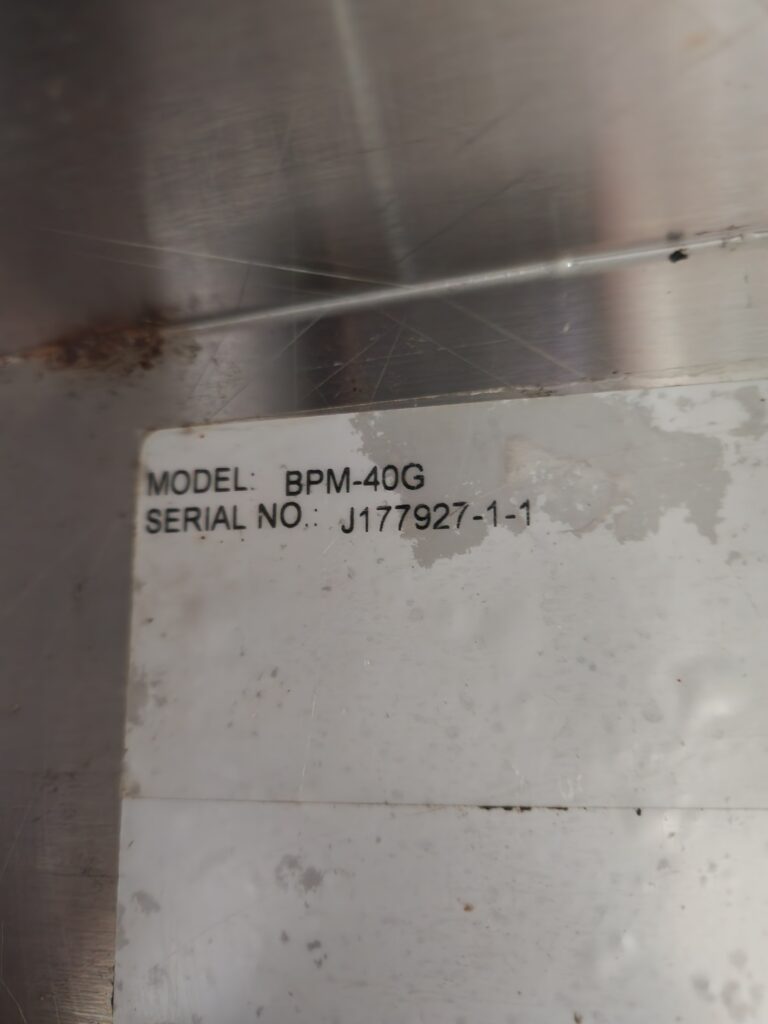 MODEL: BPM-40G
SERIAL NO.: J177927-1-1